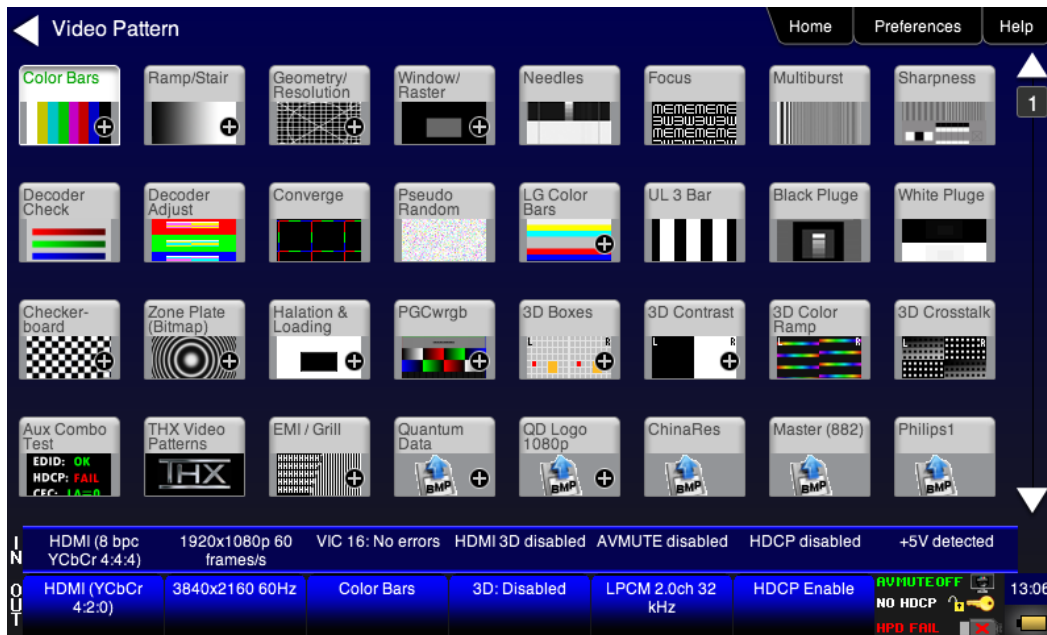 Video Pattern
Home
Preferences
Help
Color Bars
Ramp/Stair
Geometry/
Resolution
Window/
Raster
Needles
Focus
Multiburst
Sharpness
1
MEMEMEME
MEMEMEME
Decoder
Check
Decoder
Adjust
Converge
Pseudo
Random
LG Color
Bars
UL 3 Bar
Black Pluge
White Pluge
Checker-
board
Zone Plate
(Bitmap)
Halation &
Loading
PGCwrgb
3D Boxes
3D Contrast
3D Color
Ramp
3D Crosstalk
L R
L R
L R
L R
Aux Combo
Test
THX Video
Patterns
EMI / Grill
Quantum
Data
QD Logo
1080p
ChinaRes
Master (882)
Philips1
EDID: OK
HDCP: FAIL
CEC: LA=0
THX
BMP
BMP
BMP
BMP
BMP
IN
HDMI (8 bpc
YCbCr 4:4:4)
1920x1080p 60
frames/s
VIC 16: No errors
HDMI 3D disabled
AVMUTE disabled
HDCP disabled
+5V detected
OUT
HDMI (YCbCr
4:2:0)
3840x2160 60Hz
Color Bars
3D: Disabled
LPCM 2.0ch 32
kHz
HDCP Enable
AVMUTEOFF
NO HDCP
HPD FAIL
13:06